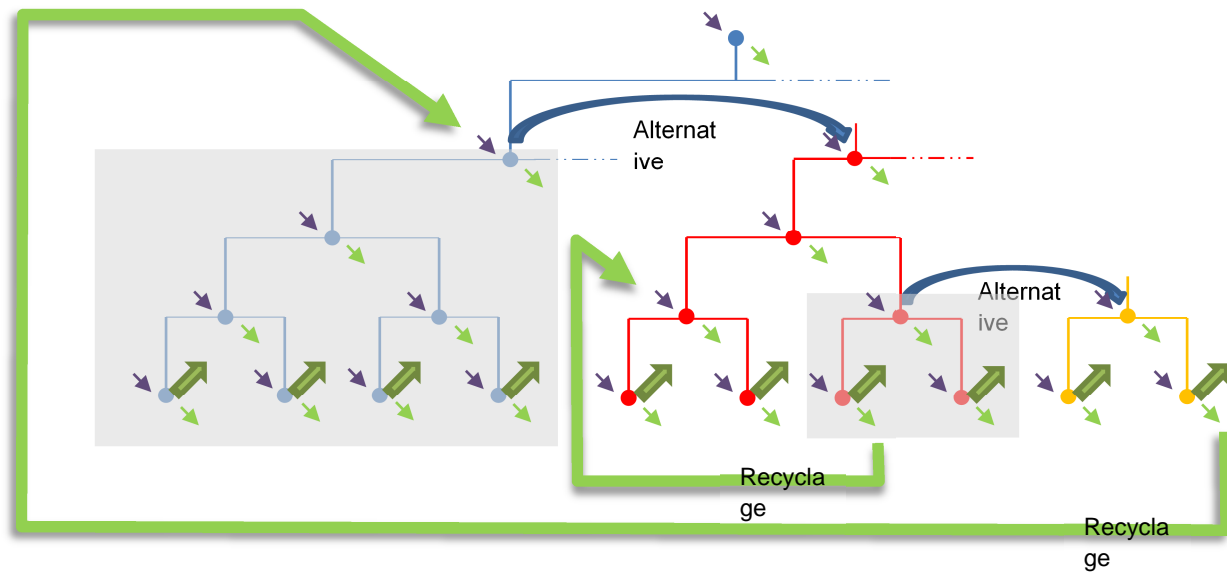 Alternat
ive
Alternat
ive
Recycla
ge
Recycla
ge